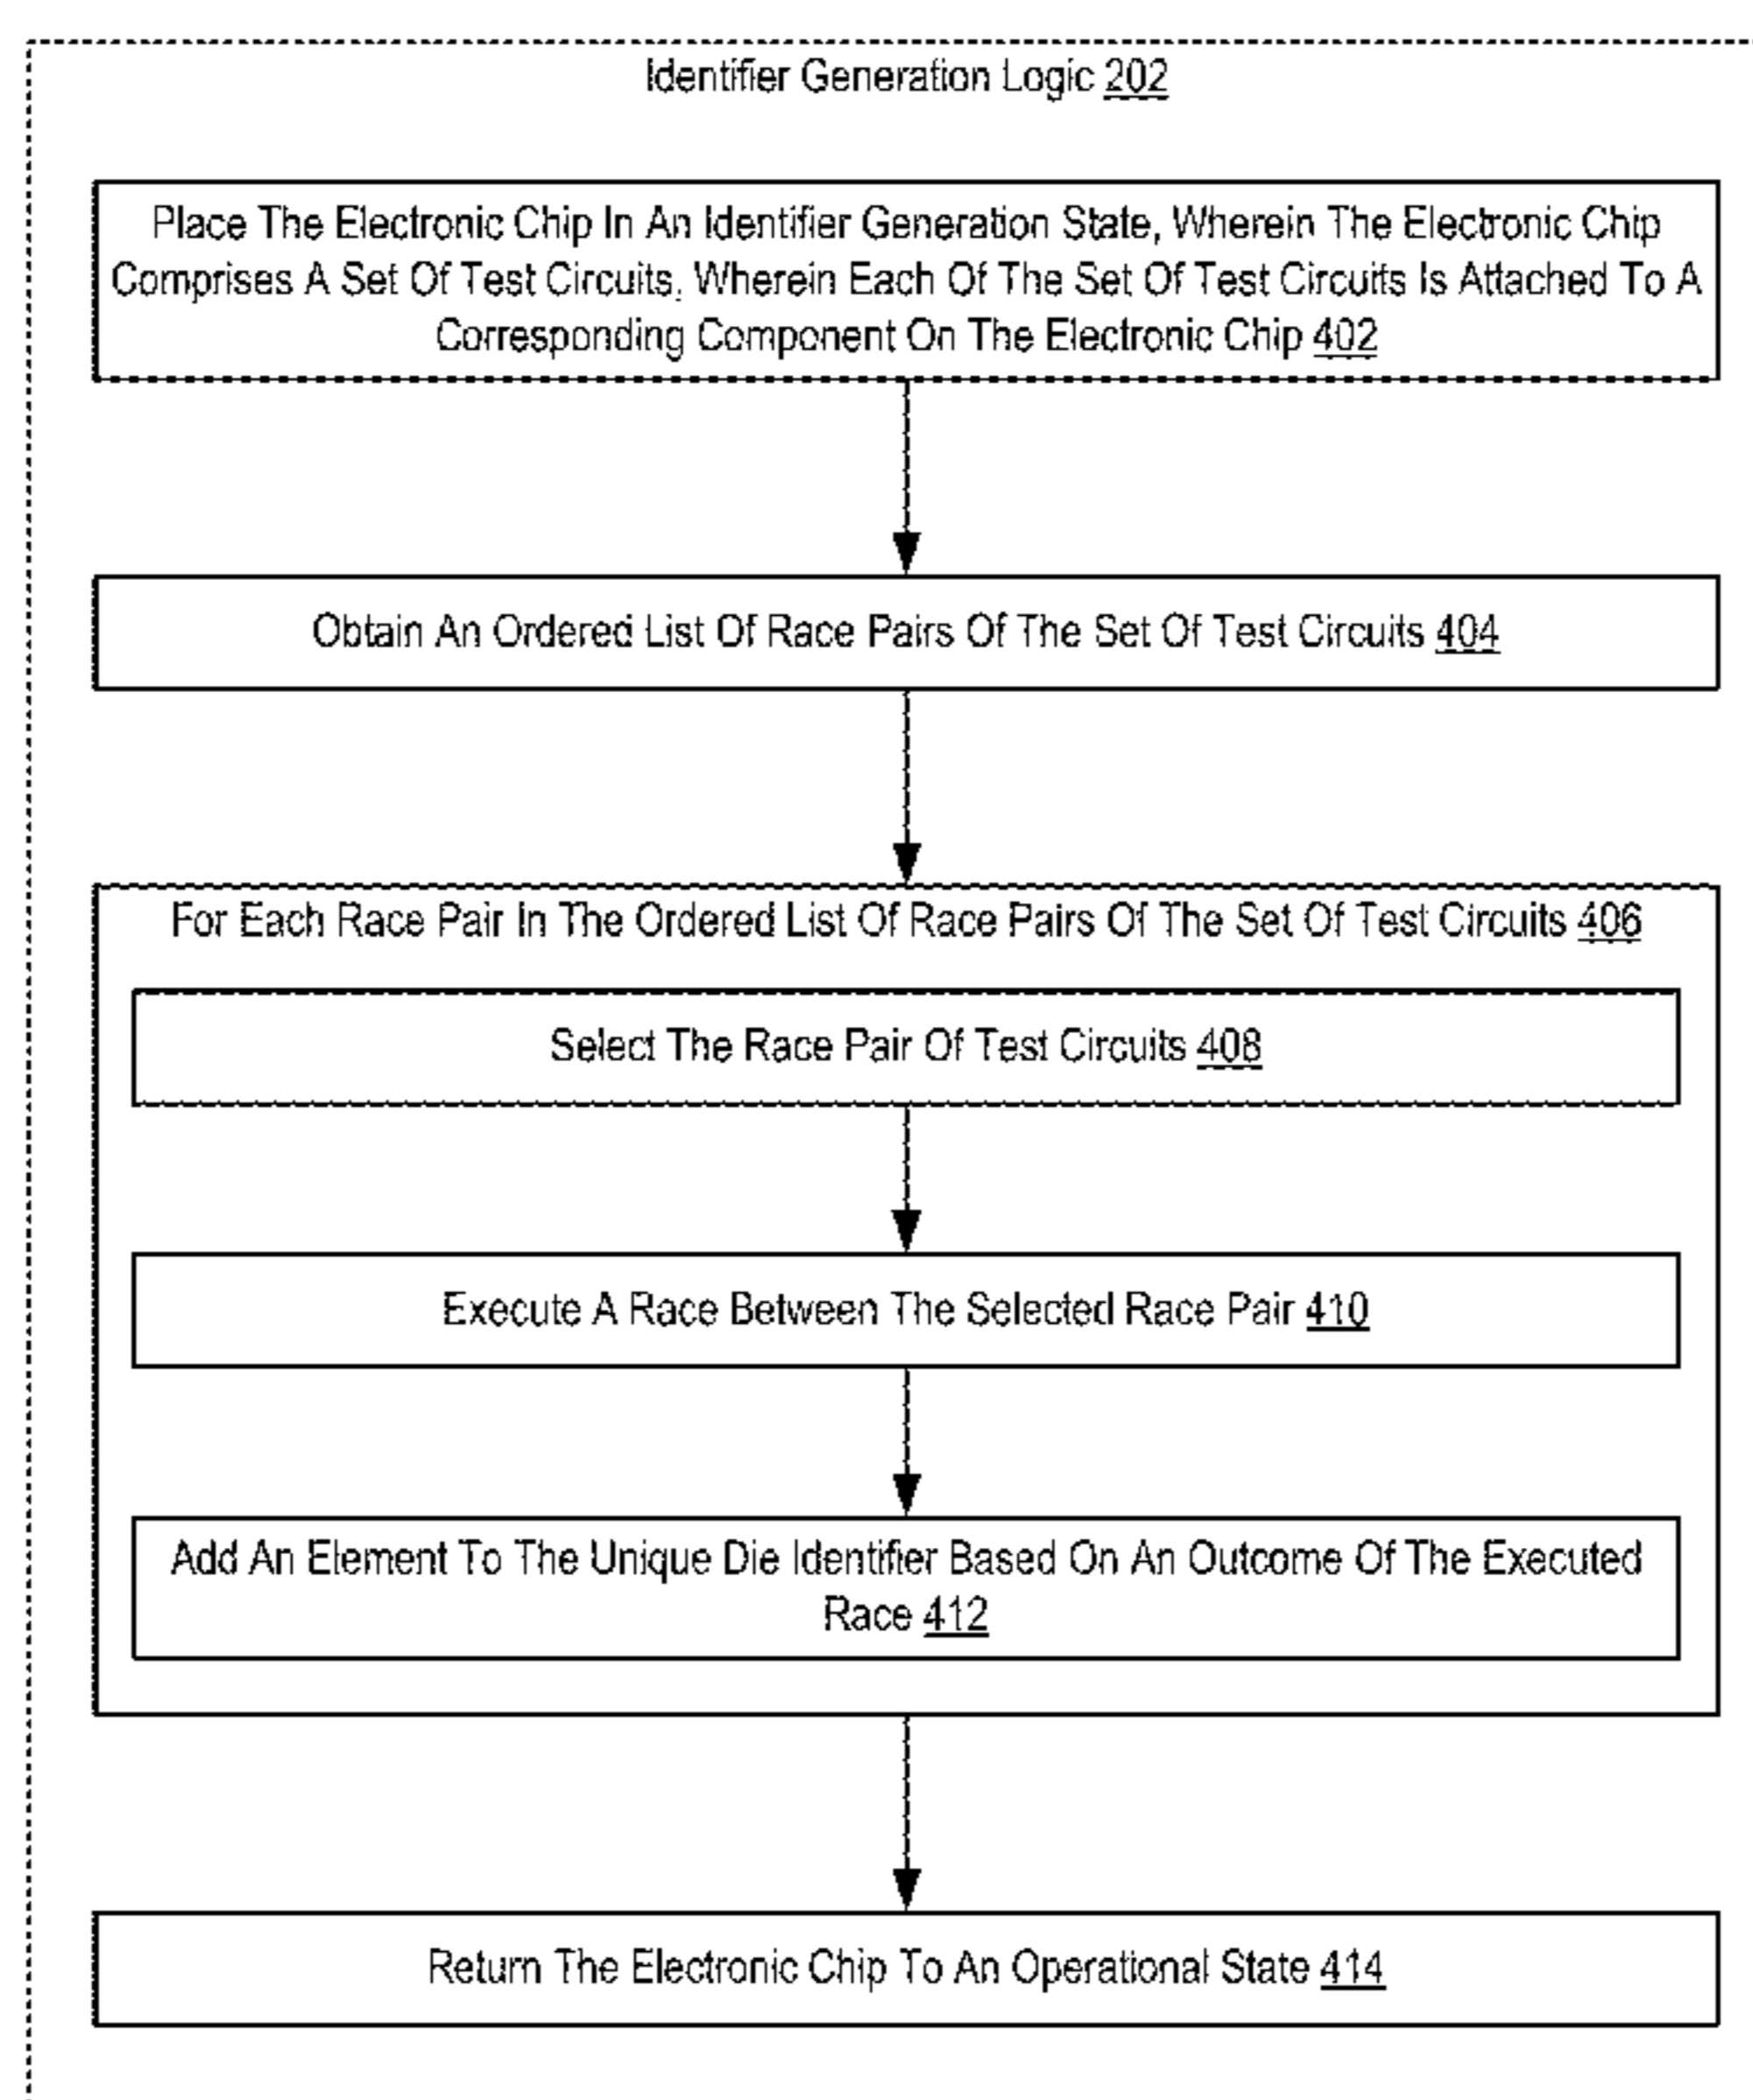 Identifier Generation Logic 202
Place The Electronic Chip In An Identifier Generation State, Wherein The Electronic Chip
Comprises A Set Of Test Circuits, Wherein Each Of The Set Of Test Circuits Is Attached To A
Corresponding Component On The Electronic Chip 402
Obtain An Ordered List Of Race Pairs Of The Set Of Test Circuits 404
For Each Race Pair In The Ordered List Of Race Pairs Of The Set Of Test Circuits 406
Select The Race Pair Of Test Circuits 408
Execute A Race Between The Selected Race Pair 410
Add An Element To The Unique Die Identifier Based On An Outcome Of The Executed
Race 412
Return The Electronic Chip To An Operational State 414